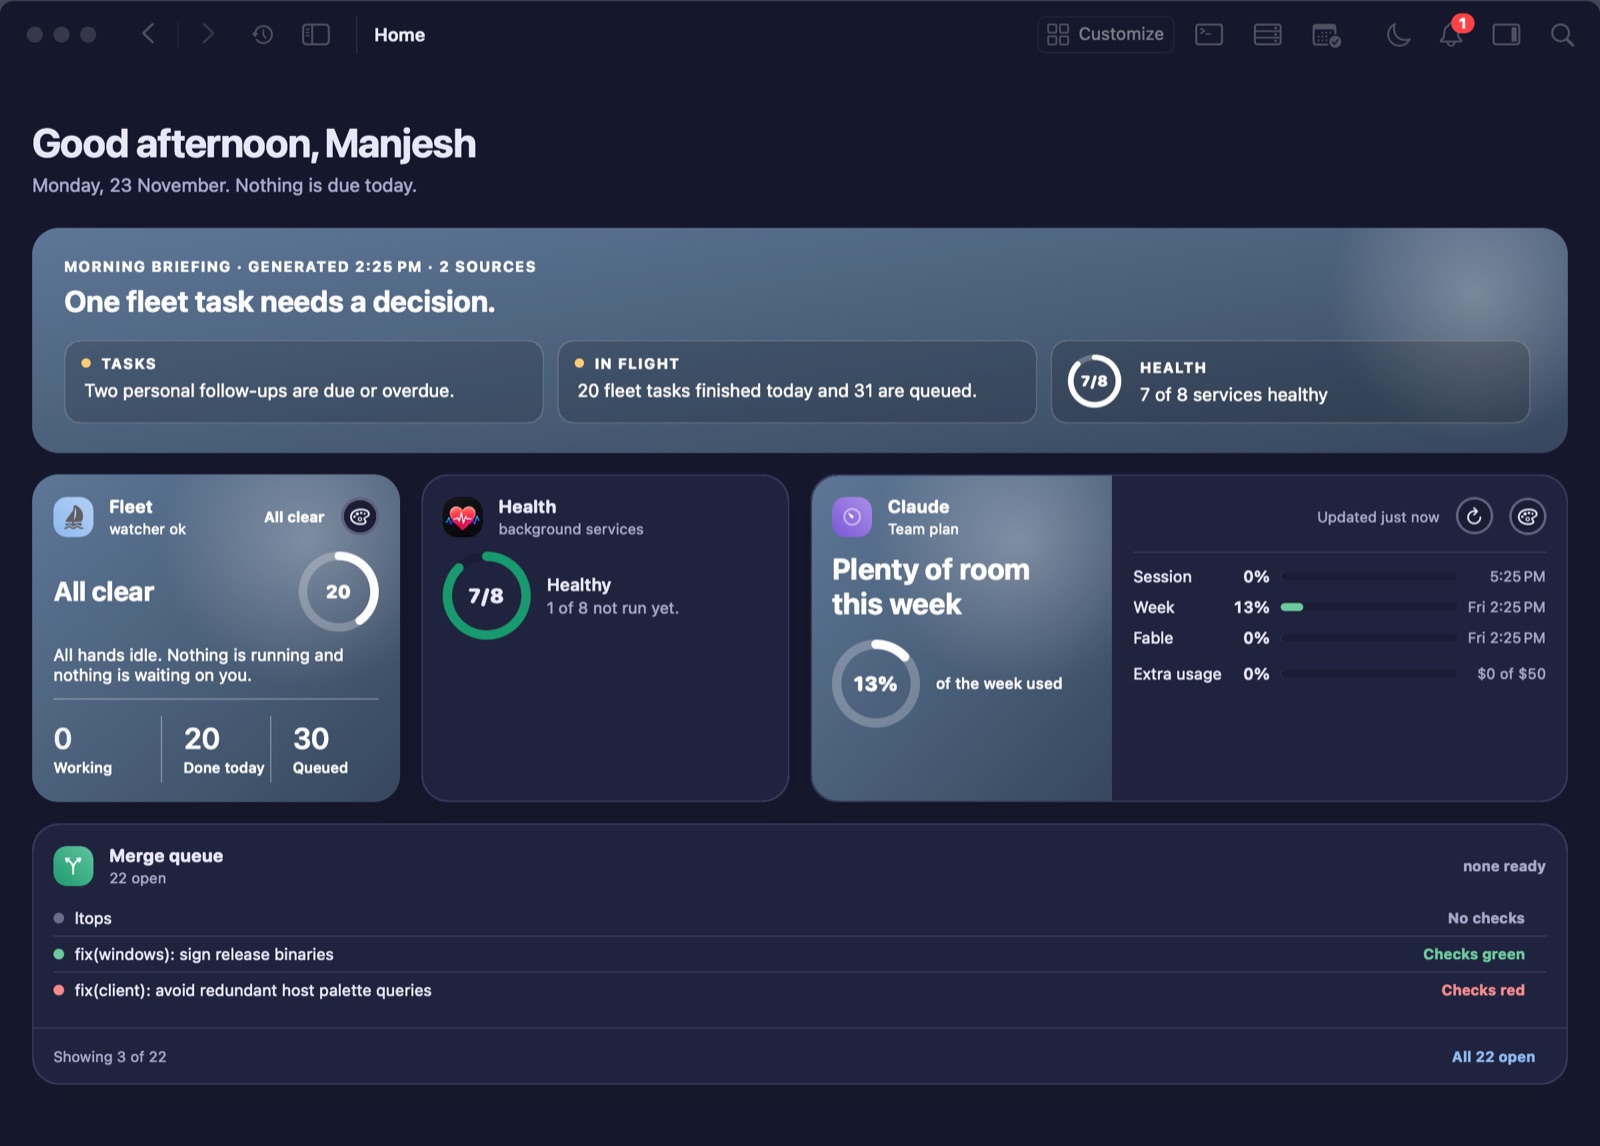 Home
Customize
1
Good afternoon, Manjesh
Monday, 23 November. Nothing is due today.
MORNING BRIEFING · GENERATED 2:25 PM · 2 SOURCES
One fleet task needs a decision.
TASKS
Two personal follow-ups are due or overdue.
IN FLIGHT
20 fleet tasks finished today and 31 are queued.
7/8
HEALTH
7 of 8 services healthy
Fleet
watcher ok
All clear
All clear
20
All hands idle. Nothing is running and
nothing is waiting on you.
0
Working
20
Done today
30
Queued
Health
background services
7/8
Healthy
1 of 8 not run yet.
Claude
Team plan
Plenty of room
this week
13%
of the week used
Updated just now
Session 0% 5:25 PM
Week 13% Fri 2:25 PM
Fable 0% Fri 2:25 PM
Extra usage 0% $0 of $50
Merge queue
22 open
none ready
ltops No checks
fix(windows): sign release binaries Checks green
fix(client): avoid redundant host palette queries Checks red
Showing 3 of 22 All 22 open